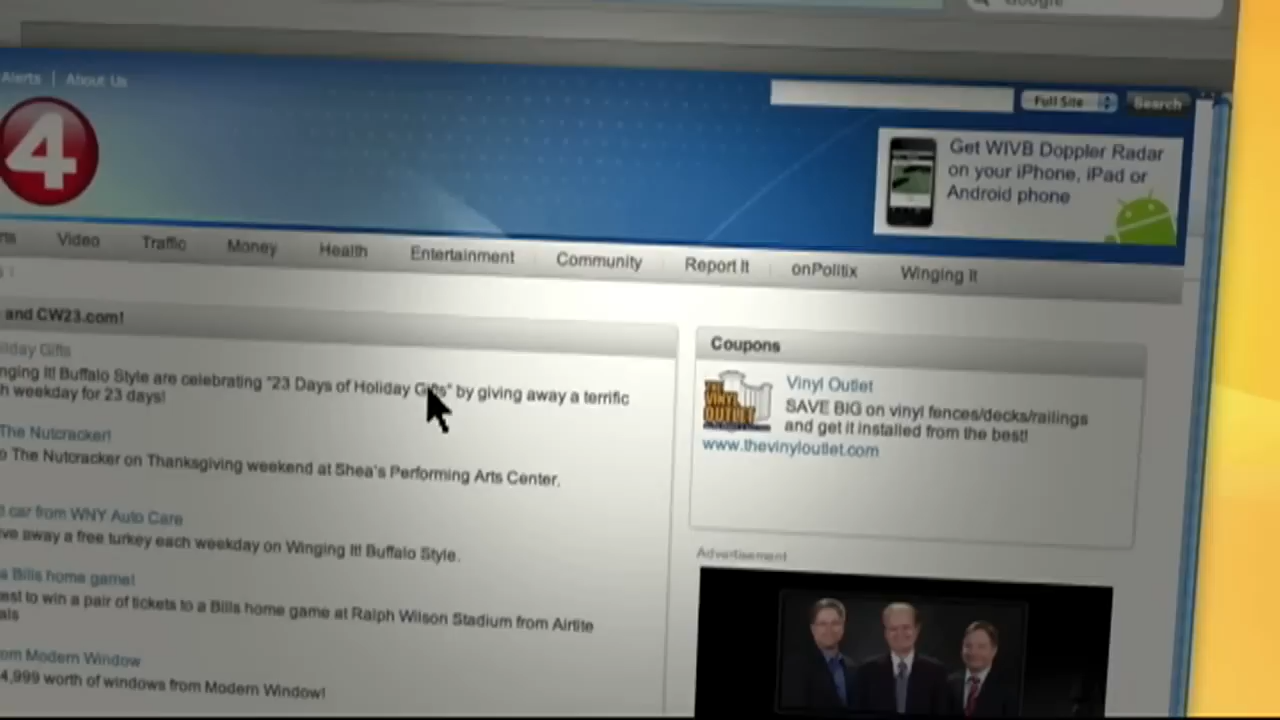 Google
Alerts | About Us
Full Site
Search
4
Get WIVB Doppler Radar
on your iPhone, iPad or
Android phone
Video
Traffic
Money
Health
Entertainment
Community
Report It
onPolitix
Winging It
and CW23.com!
Gifts
It! Buffalo Style are celebrating "23 Days of Holiday Gifts" by giving away a terrific
weekday for 23 days!
The Nutcracker!
The Nutcracker on Thanksgiving weekend at Shea's Performing Arts Center.
car from WNY Auto Care
away a free turkey each weekday on Winging It! Buffalo Style.
a Bills home game!
to win a pair of tickets to a Bills home game at Ralph Wilson Stadium from Airtite
Modern Window
4,999 worth of windows from Modern Window!
Coupons
THE
VINYL
OUTLET
Vinyl Outlet
SAVE BIG on vinyl fences/decks/railings
and get it installed from the best!
www.thevinyloutlet.com
Advertisement